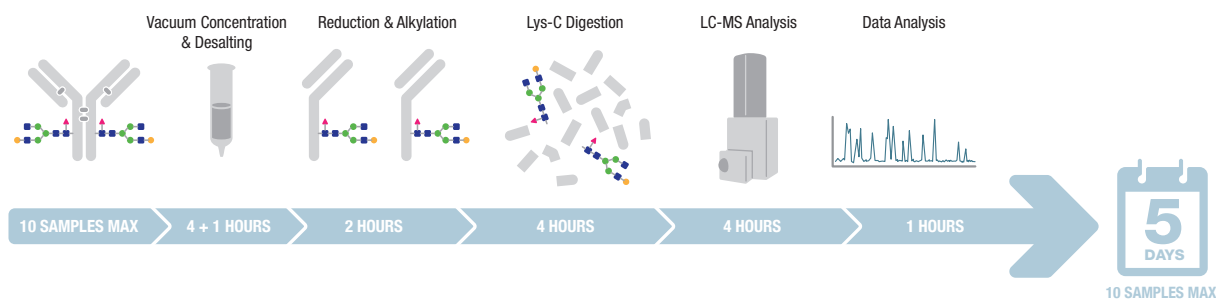 Vacuum Concentration
& Desalting
Reduction & Alkylation
Lys-C Digestion
LC-MS Analysis
Data Analysis
10 SAMPLES MAX
4 + 1 HOURS
2 HOURS
4 HOURS
4 HOURS
1 HOURS
5
DAYS
10 SAMPLES MAX